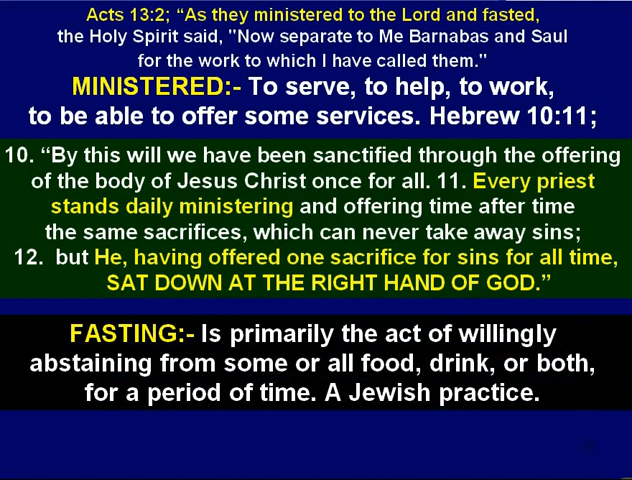 Acts 13:2; “As they ministered to the Lord and fasted,
the Holy Spirit said, "Now separate to Me Barnabas and Saul
for the work to which I have called them."
MINISTERED:- To serve, to help, to work,
to be able to offer some services. Hebrew 10:11;
10. “By this will we have been sanctified through the offering
of the body of Jesus Christ once for all. 11. Every priest
stands daily ministering and offering time after time
the same sacrifices, which can never take away sins;
12. but He, having offered one sacrifice for sins for all time,
SAT DOWN AT THE RIGHT HAND OF GOD.”
FASTING:- Is primarily the act of willingly
abstaining from some or all food, drink, or both,
for a period of time. A Jewish practice.